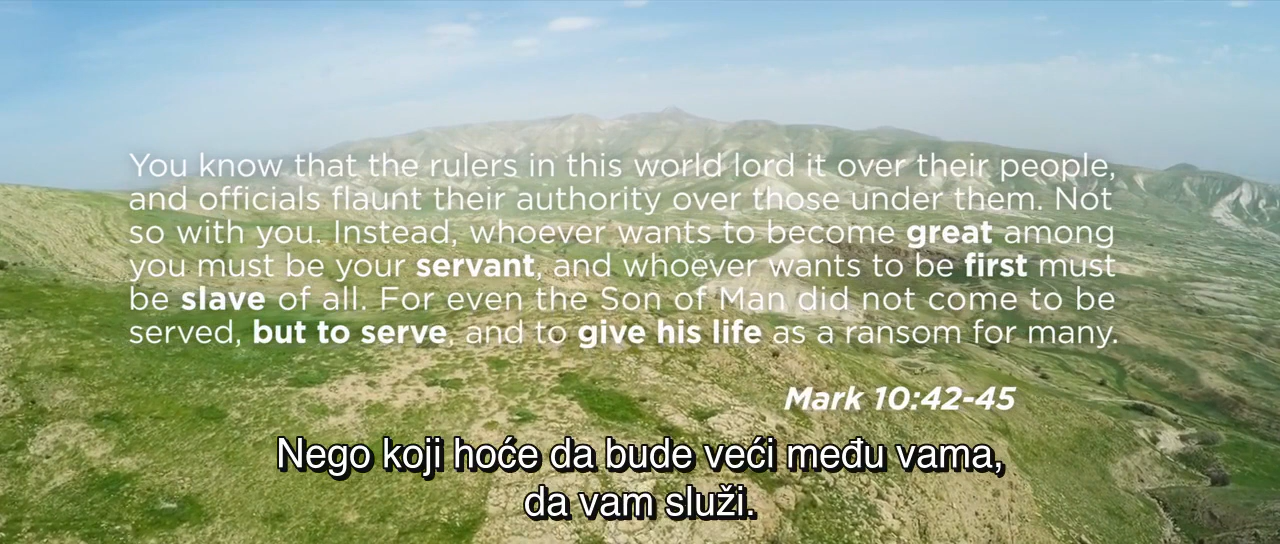 You know that the rulers in this world lord it over their people,
and officials flaunt their authority over those under them. Not
so with you. Instead, whoever wants to become great among
you must be your servant, and whoever wants to be first must
be slave of all. For even the Son of Man did not come to be
served, but to serve, and to give his life as a ransom for many.
Mark 10:42-45
Nego koji hoće da bude veći među vama,
da vam služi.